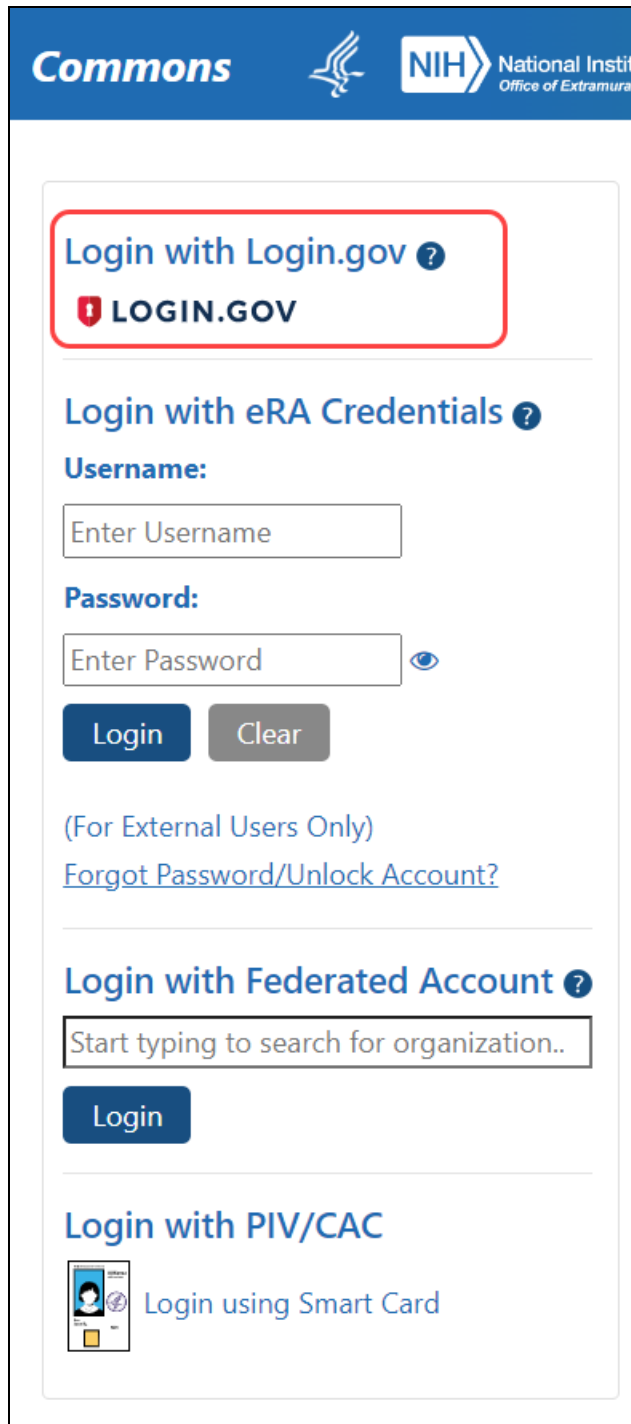 Commons
NIH National Instit
Office of Extramura
Login with Login.gov ?
LOGIN.GOV
Login with eRA Credentials ?
Username:
Enter Username
Password:
Enter Password
Login Clear
(For External Users Only)
Forgot Password/Unlock Account?
Login with Federated Account ?
Start typing to search for organization..
Login
Login with PIV/CAC
Login using Smart Card